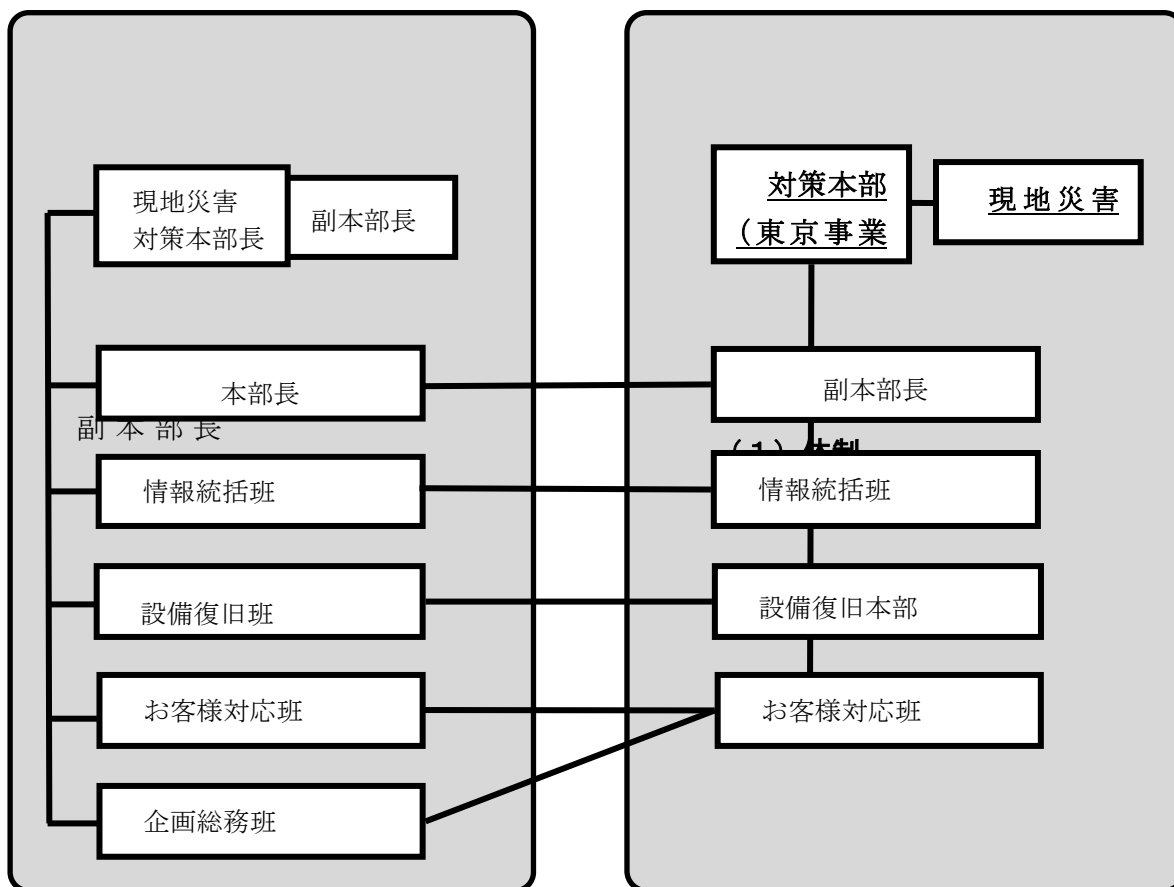 現地災害
対策本部長
副本部長
本部長
副本部長
情報統括班
設備復旧班
お客様対応班
企画総務班
対策本部
（東京事業
現地災害
副本部長
（１）体制
情報統括班
設備復旧本部
お客様対応班